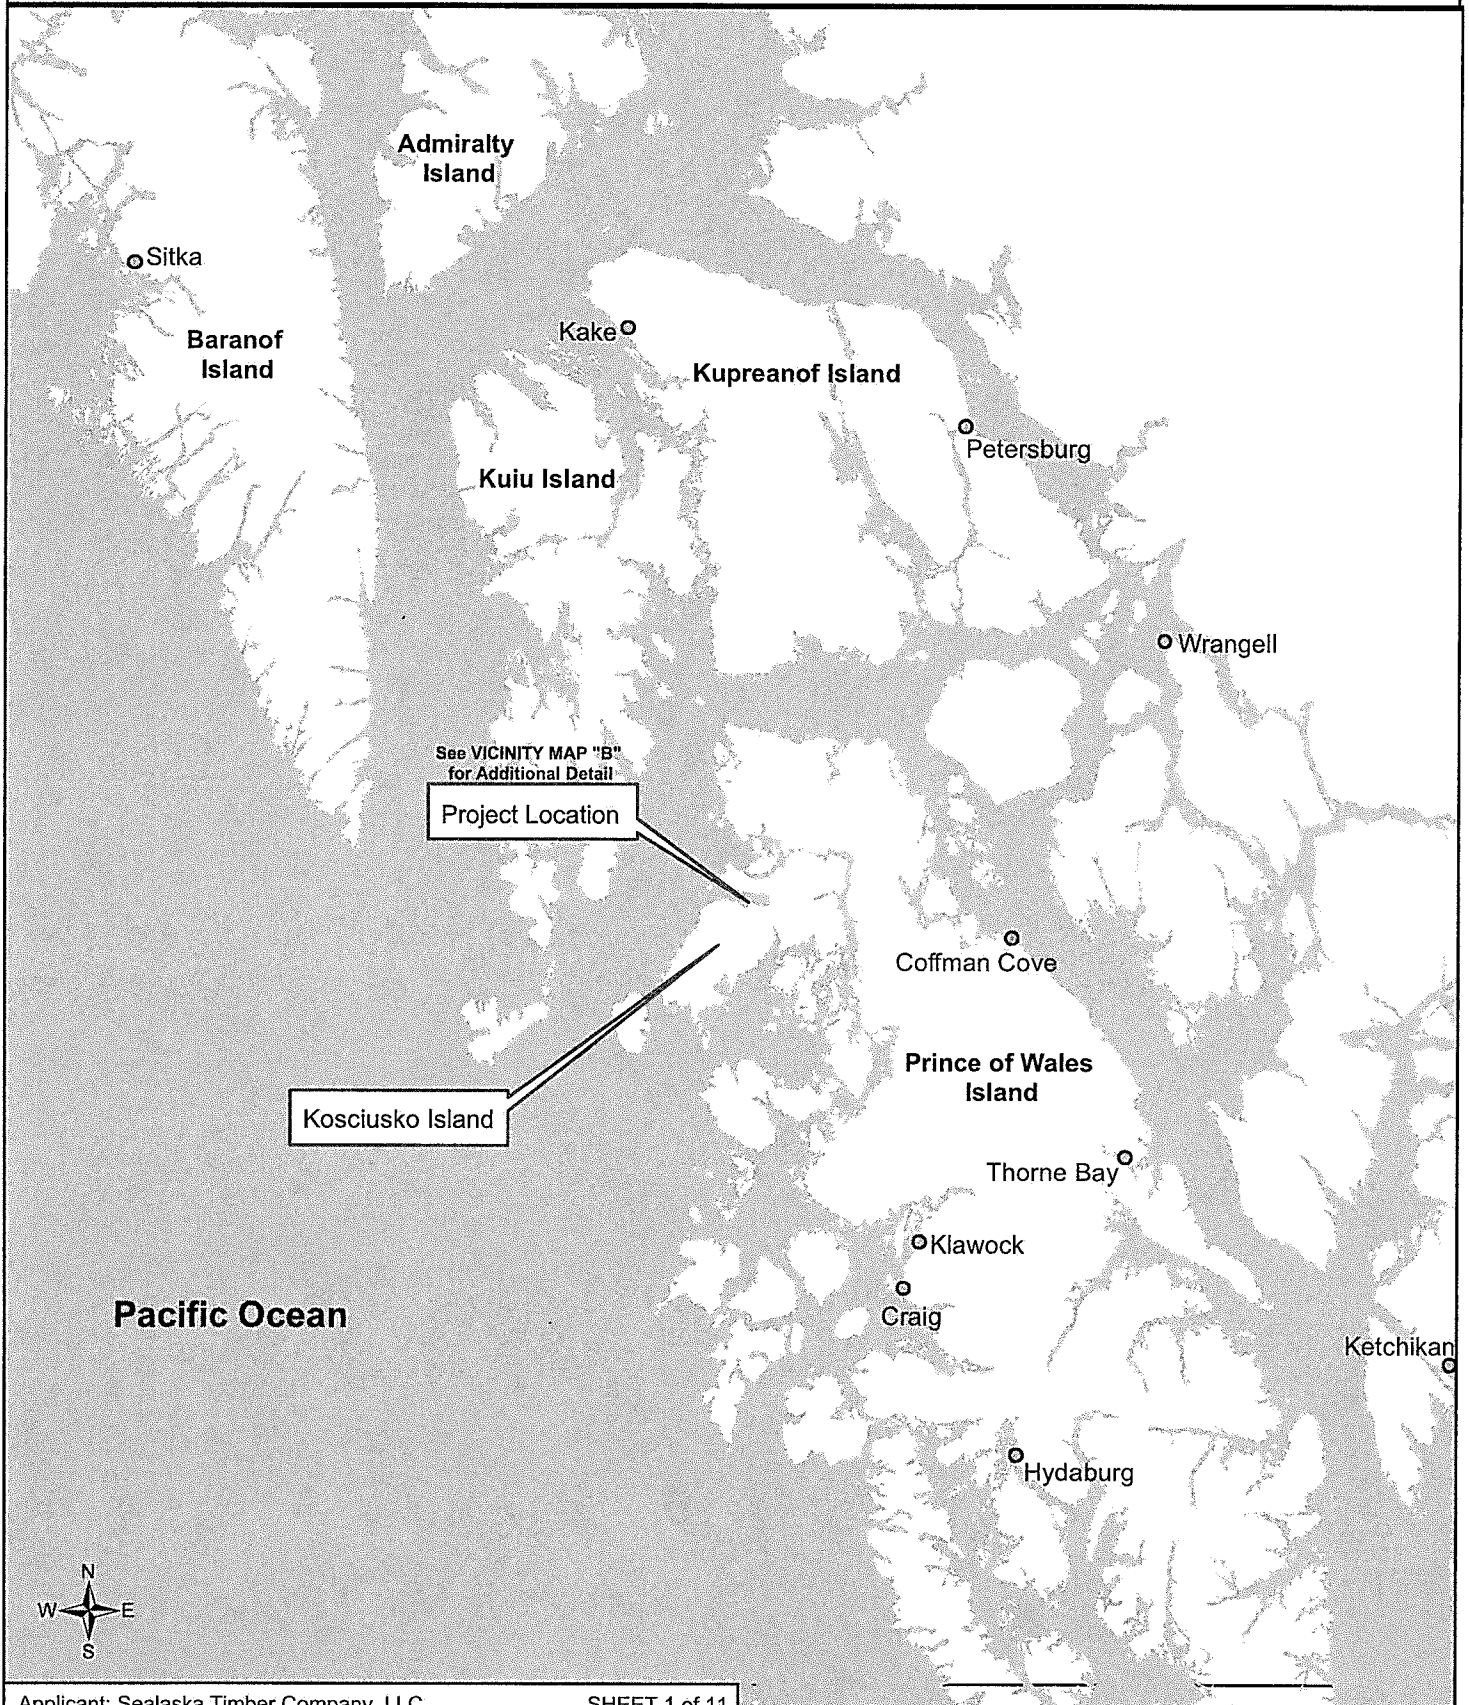 Admiralty
Island
Sitka
Baranof
Island
Kake
Kupreanof Island
Petersburg
Kuiu Island
Wrangell
See VICINITY MAP "B"
for Additional Detail
Project Location
Coffman Cove
Prince of Wales
Island
Kosciusko Island
Thorne Bay
Klawock
Craig
Pacific Ocean
Ketchikan
Hydaburg
N
W E
S
Applicant: Sealaska Timber Company, LLC
SHEET 1 of 11